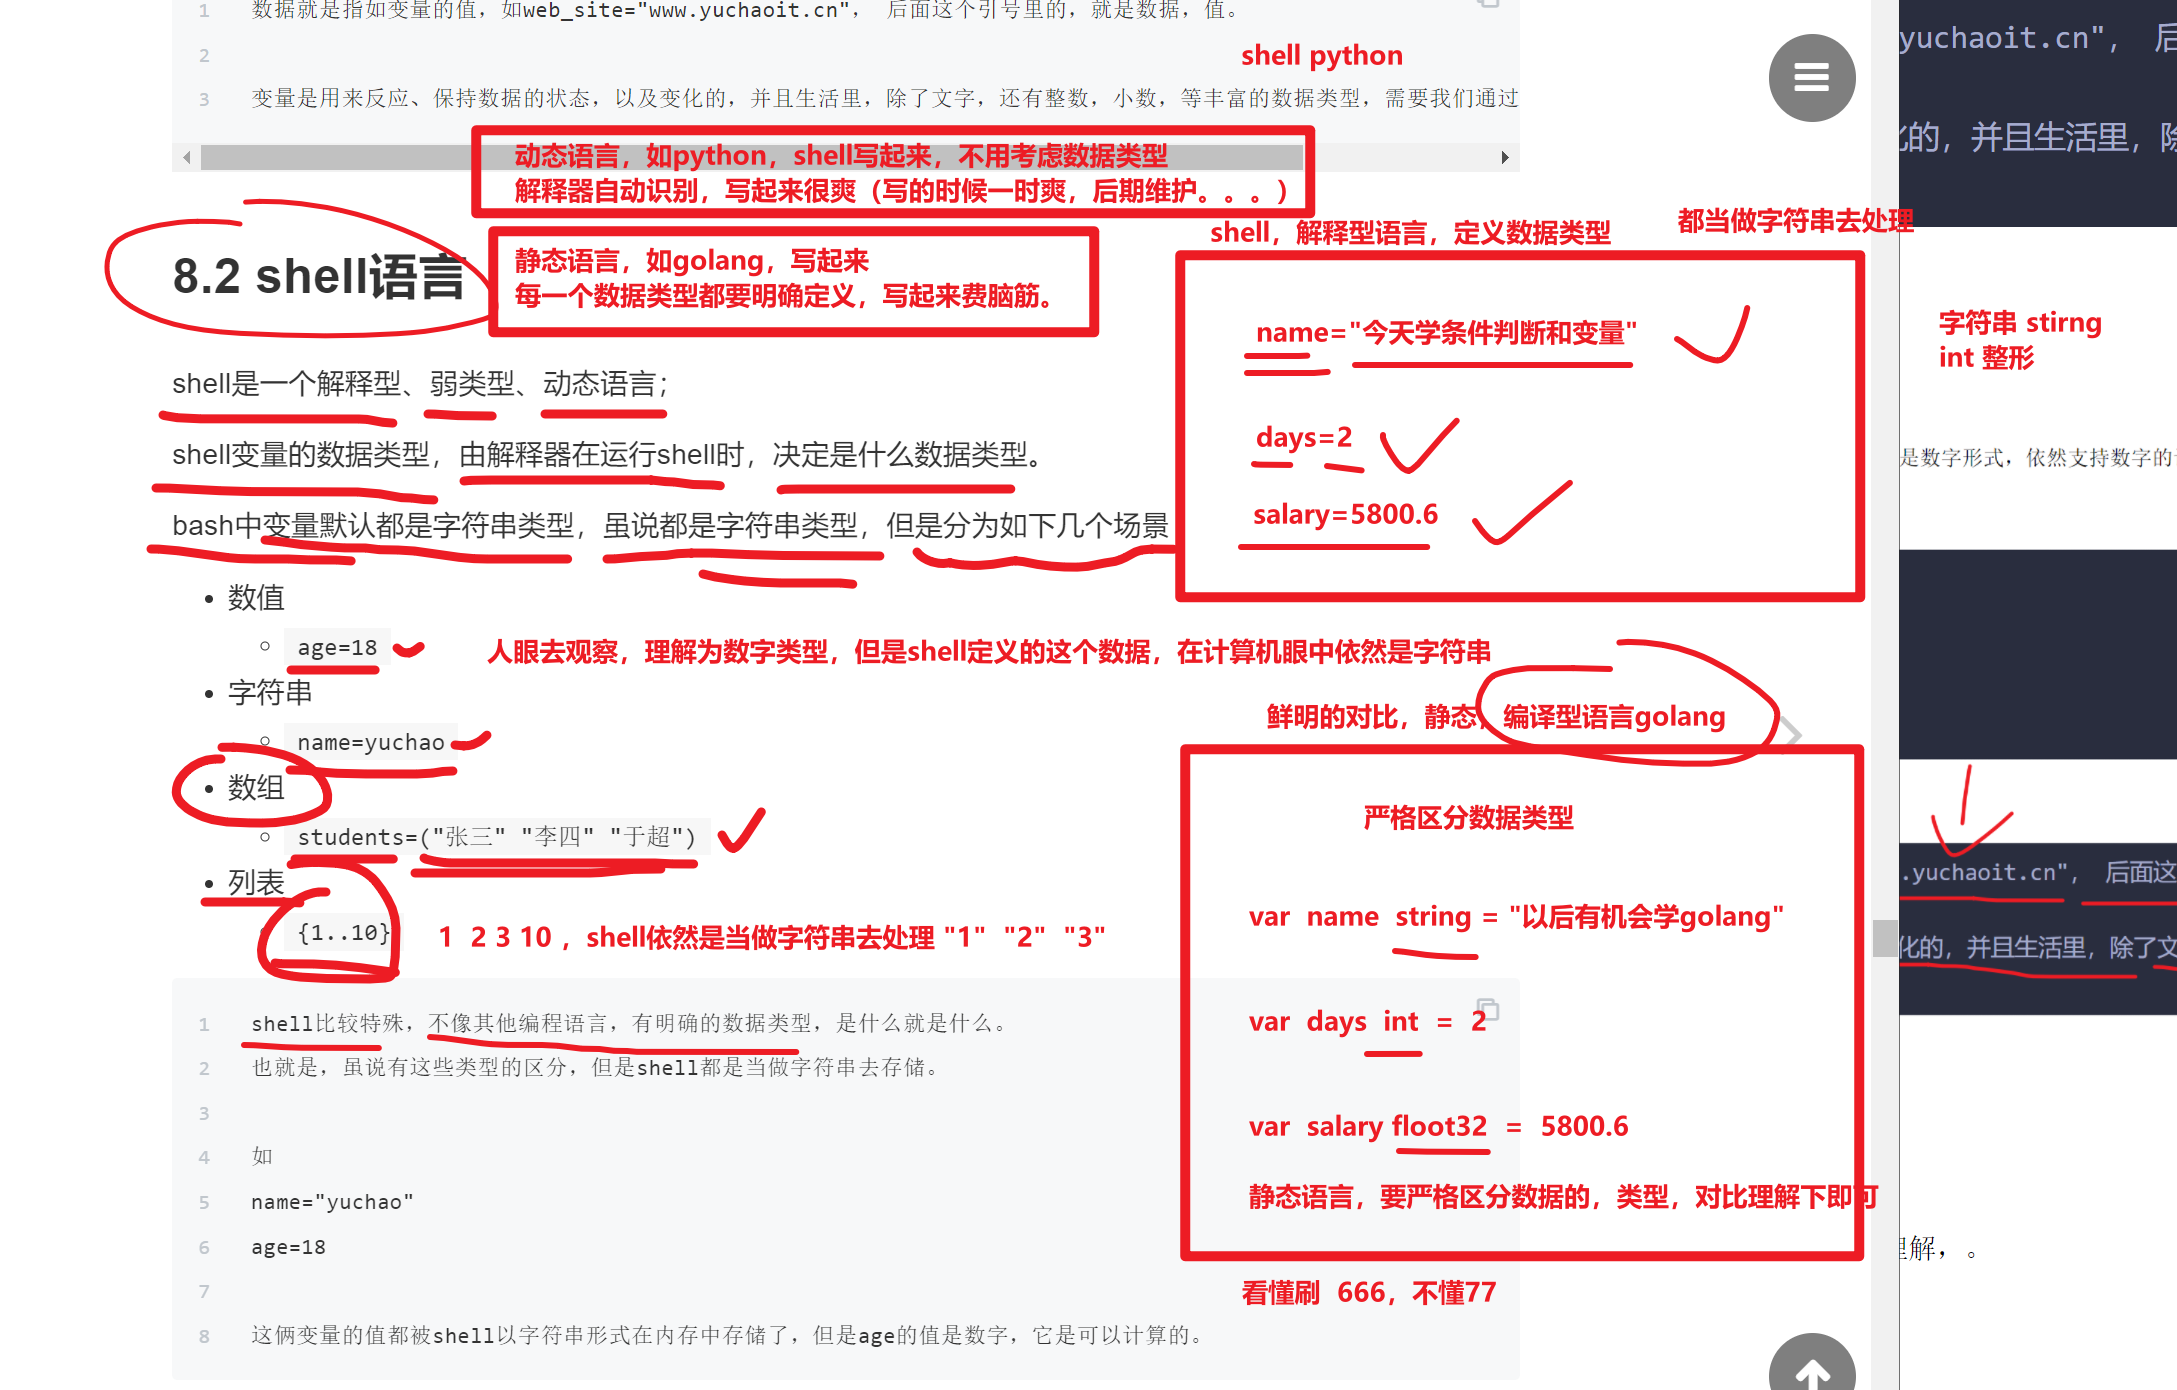 1 数据就是指如变量的值，如web_site="www.yuchaoit.cn"， 后面这个引号里的，就是数据，值。
2
shell python
3 变量是用来反应、保持数据的状态，以及变化的，并且生活里，除了文字，还有整数，小数，等丰富的数据类型，需要我们通过
动态语言，如python，shell写起来，不用考虑数据类型
解释器自动识别，写起来很爽（写的时候一时爽，后期维护。。。）
8.2 shell语言
静态语言，如golang，写起来
每一个数据类型都要明确定义，写起来费脑筋。
shell，解释型语言，定义数据类型
都当做字符串去处理
name="今天学条件判断和变量"
days=2
salary=5800.6
shell是一个解释型、弱类型、动态语言；
shell变量的数据类型，由解释器在运行shell时，决定是什么数据类型。
bash中变量默认都是字符串类型，虽说都是字符串类型，但是分为如下几个场景
数值
age=18
人眼去观察，理解为数字类型，但是shell定义的这个数据，在计算机眼中依然是字符串
字符串
name=yuchao
数组
students=("张三" "李四" "于超")
列表
{1..10}
1 2 3 10 ，shell依然是当做字符串去处理 "1" "2" "3"
鲜明的对比，静态，编译型语言golang
严格区分数据类型
var name string = "以后有机会学golang"
var days int = 2
var salary floot32 = 5800.6
静态语言，要严格区分数据的，类型，对比理解下即可
1 shell比较特殊，不像其他编程语言，有明确的数据类型，是什么就是什么。
2 也就是，虽说有这些类型的区分，但是shell都是当做字符串去存储。
3
4 如
5 name="yuchao"
6 age=18
7
看懂刷 666，不懂77
8 这俩变量的值都被shell以字符串形式在内存中存储了，但是age的值是数字，它是可以计算的。
yuchaoit.cn"， 后
化的，并且生活里，除
字符串 stirng
int 整形
是数字形式，依然支持数字的
.yuchaoit.cn"， 后面这
化的，并且生活里，除了文
理解，。